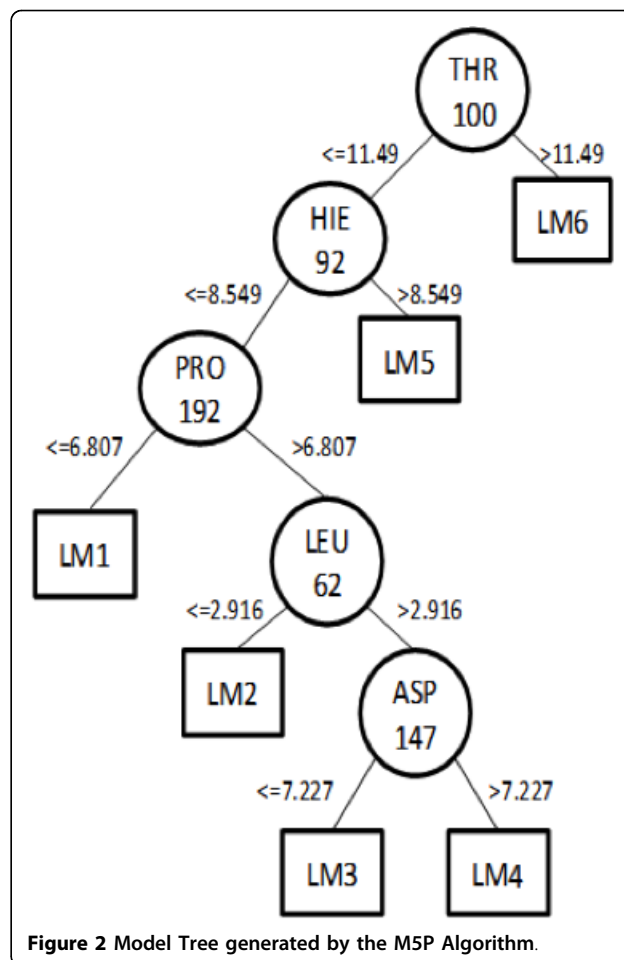 THR
100
<=11.49
>11.49
HIE
92
LM6
<=8.549
>8.549
PRO
192
LM5
<=6.807
>6.807
LM1
LEU
62
<=2.916
>2.916
LM2
ASP
147
<=7.227
>7.227
LM3
LM4
Figure 2 Model Tree generated by the M5P Algorithm.